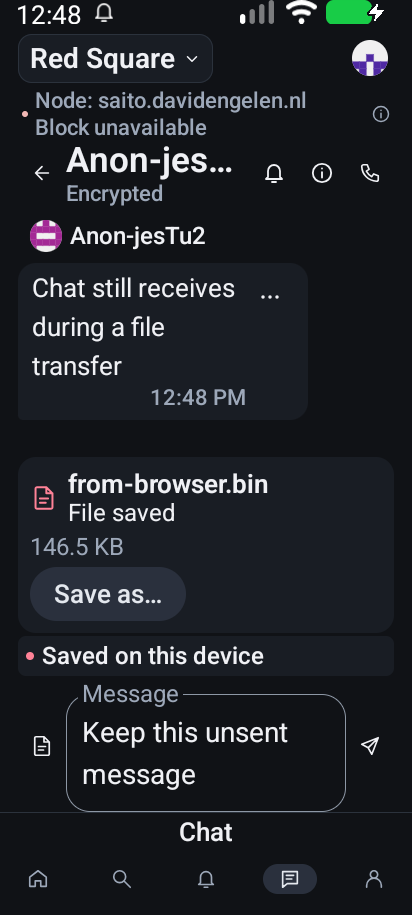 12:48
Red Square
Node: saito.davidengelen.nl
Block unavailable
Anon-jes...
Encrypted
Anon-jesTu2
Chat still receives ...
during a file
transfer
12:48 PM
from-browser.bin
File saved
146.5 KB
Save as...
Saved on this device
Message
Keep this unsent
message
Chat